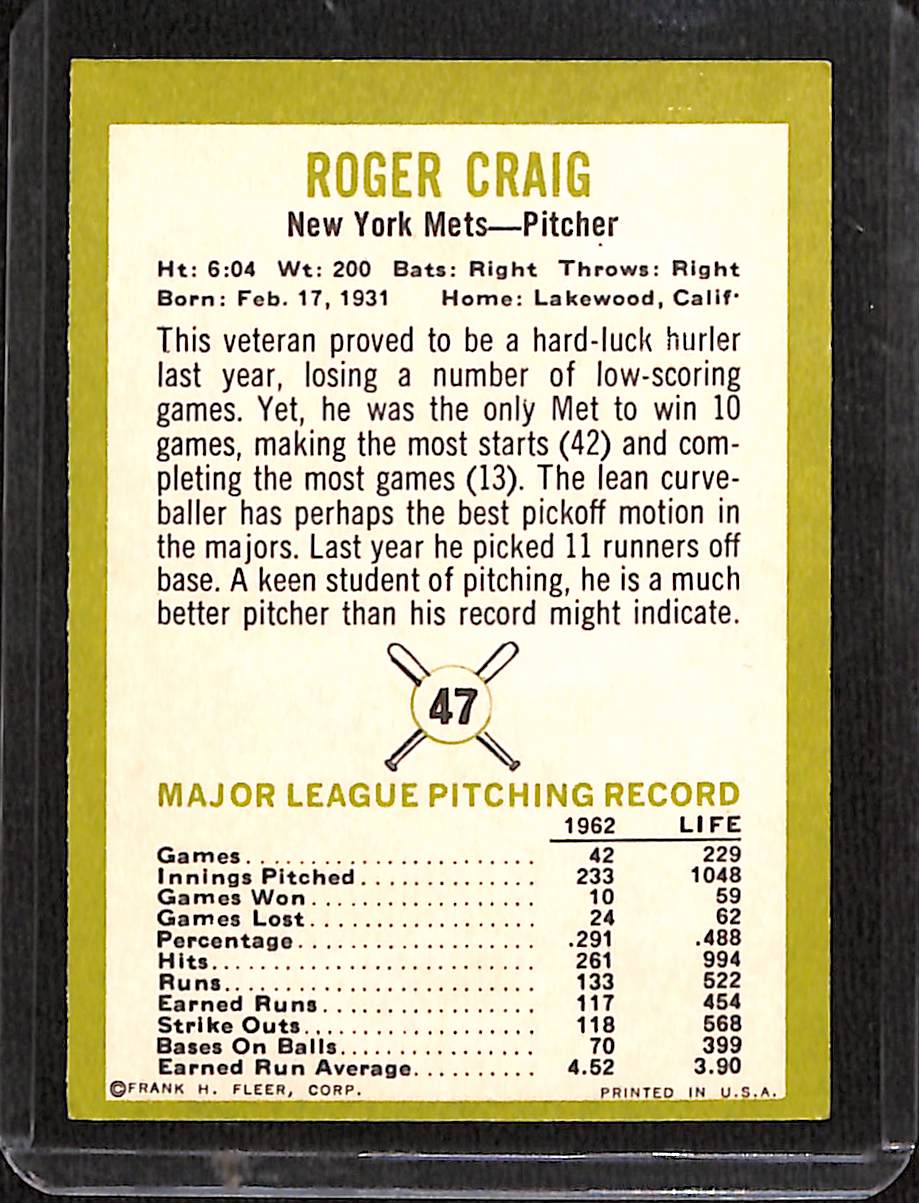 ROGER CRAIG
New York Mets—Pitcher
Ht: 6:04 Wt: 200 Bats: Right Throws: Right
Born: Feb. 17, 1931 Home: Lakewood, Calif.
This veteran proved to be a hard-luck hurler
last year, losing a number of low-scoring
games. Yet, he was the only Met to win 10
games, making the most starts (42) and com-
pleting the most games (13). The lean curve-
baller has perhaps the best pickoff motion in
the majors. Last year he picked 11 runners off
base. A keen student of pitching, he is a much
better pitcher than his record might indicate.
47
MAJOR LEAGUE PITCHING RECORD
1962 LIFE
Games....................... 42 229
Innings Pitched.............. 233 1048
Games Won.................. 10 59
Games Lost.................. 24 62
Percentage................... .291 .488
Hits.......................... 261 994
Runs......................... 133 522
Earned Runs................. 117 454
Strike Outs.................. 118 568
Bases On Balls............... 70 399
Earned Run Average.......... 4.52 3.90
©FRANK H. FLEER, CORP. PRINTED IN U.S.A.